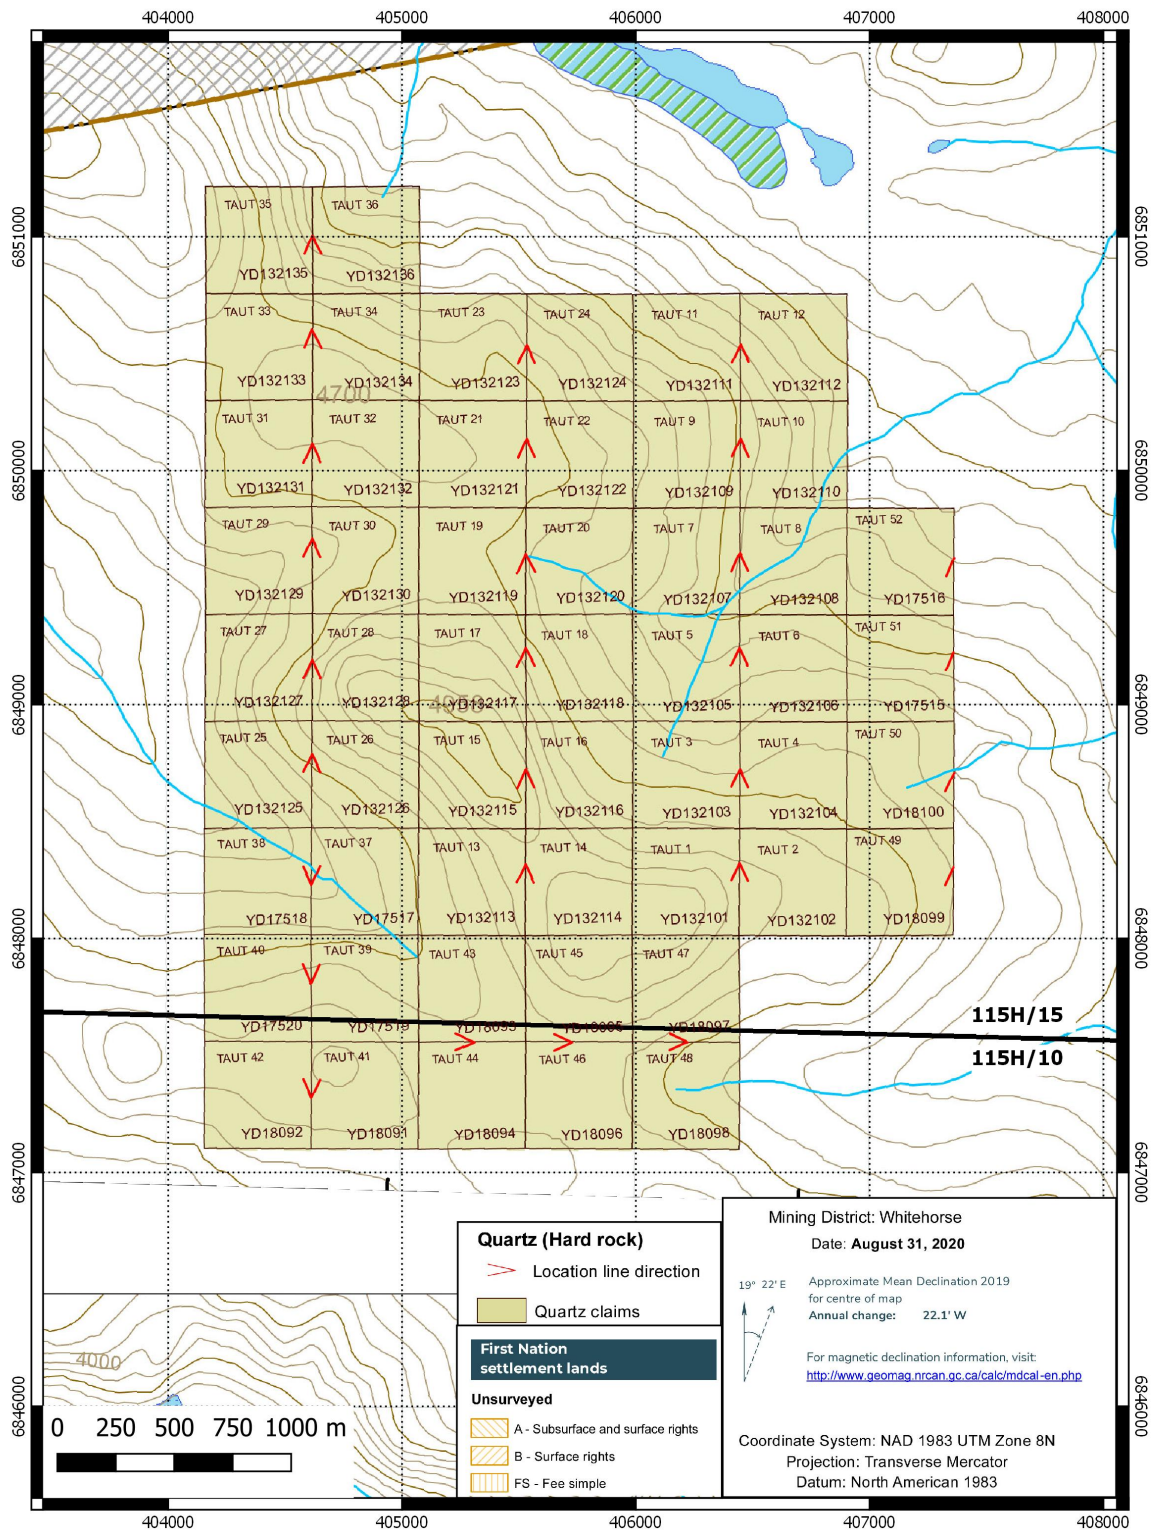 404000 405000 406000 407000 408000
6851000 6851000
TAUT 35 TAUT 36
YD132135 YD132136
TAUT 33 TAUT 34 TAUT 23 TAUT 24 TAUT 11 TAUT 12
YD132133 YD132134 YD132123 YD132124 YD132111 YD132112
4700
TAUT 31 TAUT 32 TAUT 21 TAUT 22 TAUT 9 TAUT 10
6850000 6850000
YD132131 YD132132 YD132121 YD132122 YD132109 YD132110
TAUT 29 TAUT 30 TAUT 19 TAUT 20 TAUT 7 TAUT 8 TAUT 52
YD132129 YD132130 YD132119 YD132120 YD132107 YD132108 YD17516
TAUT 27 TAUT 28 TAUT 17 TAUT 18 TAUT 5 TAUT 6 TAUT 51
6849000 6849000
YD132127 YD132128 YD132117 YD132118 YD132105 YD132106 YD17515
TAUT 25 TAUT 26 TAUT 15 TAUT 16 TAUT 3 TAUT 4 TAUT 50
YD132125 YD132126 YD132115 YD132116 YD132103 YD132104 YD18100
TAUT 38 TAUT 37 TAUT 13 TAUT 14 TAUT 1 TAUT 2 TAUT 49
YD17518 YD17517 YD132113 YD132114 YD132101 YD132102 YD18099
6848000 6848000
TAUT 40 TAUT 39 TAUT 43 TAUT 45 TAUT 47
YD17520 YD17519 YD18093 YD18095 YD18097
115H/15
115H/10
TAUT 42 TAUT 41 TAUT 44 TAUT 46 TAUT 48
YD18092 YD18091 YD18094 YD18096 YD18098
6847000 6847000
Quartz (Hard rock)
Location line direction
Quartz claims
First Nation
settlement lands
Unsurveyed
A - Subsurface and surface rights
B - Surface rights
FS - Fee simple
Mining District: Whitehorse
Date: August 31, 2020
19° 22' E
Approximate Mean Declination 2019
for centre of map
Annual change: 22.1' W
For magnetic declination information, visit:
http://www.geomag.nrcan.gc.ca/calc/mdcal-en.php
Coordinate System: NAD 1983 UTM Zone 8N
Projection: Transverse Mercator
Datum: North American 1983
4000
6846000 6846000
0 250 500 750 1000 m
404000 405000 406000 407000 408000